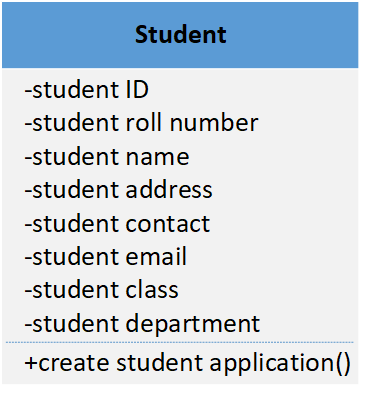 Student
-student ID
-student roll number
-student name
-student address
-student contact
-student email
-student class
-student department
+create student application()